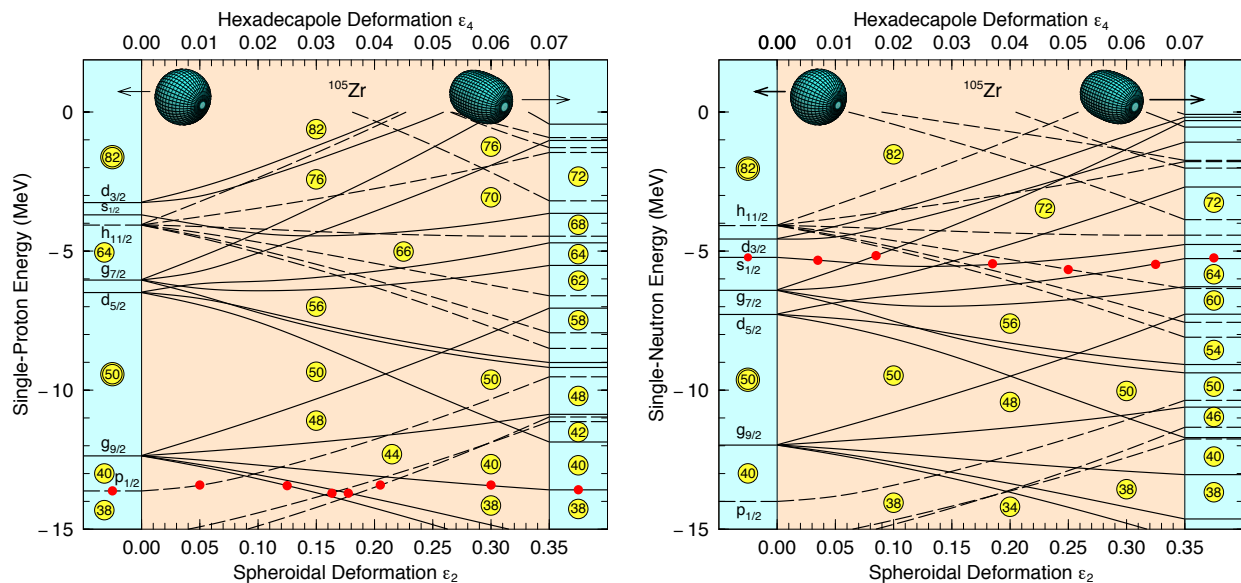 Hexadecapole Deformation ε4
0.00 0.01 0.02 0.03 0.04 0.05 0.06 0.07
105Zr
0
82
82
76
−5
−10
−15
d3/2
s1/2
h11/2
64
g7/2
d5/2
50
g9/2
40
p1/2
38
76
70
66
56
50
50
48
44
40
38
72
68
64
62
58
48
42
40
38
Single-Proton Energy (MeV)
0.00 0.05 0.10 0.15 0.20 0.25 0.30 0.35
Spheroidal Deformation ε2
Hexadecapole Deformation ε4
0.00 0.01 0.02 0.03 0.04 0.05 0.06 0.07
105Zr
0
−5
−10
−15
82
h11/2
d3/2
s1/2
g7/2
d5/2
50
g9/2
40
p1/2
82
72
56
50
48
50
38
34
38
72
64
60
54
50
46
40
38
Single-Neutron Energy (MeV)
0.00 0.05 0.10 0.15 0.20 0.25 0.30 0.35
Spheroidal Deformation ε2